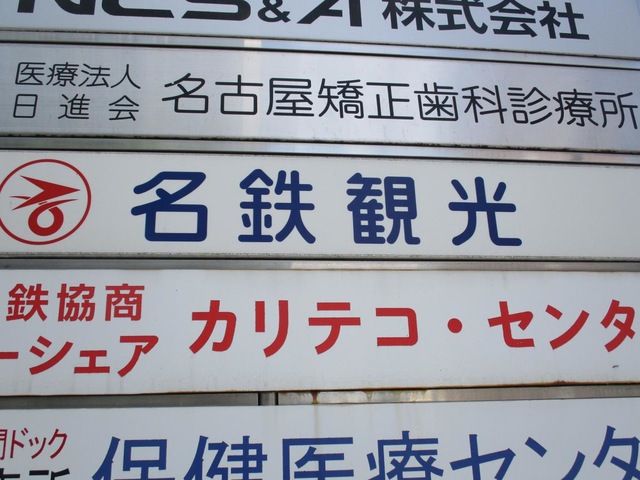 NCS&A 株式会社
医療法人
日進会
名古屋矯正歯科診療所
名鉄観光
鉄協商
ーシェア
カリテコ・センタ
門ドック
保健医療センタ